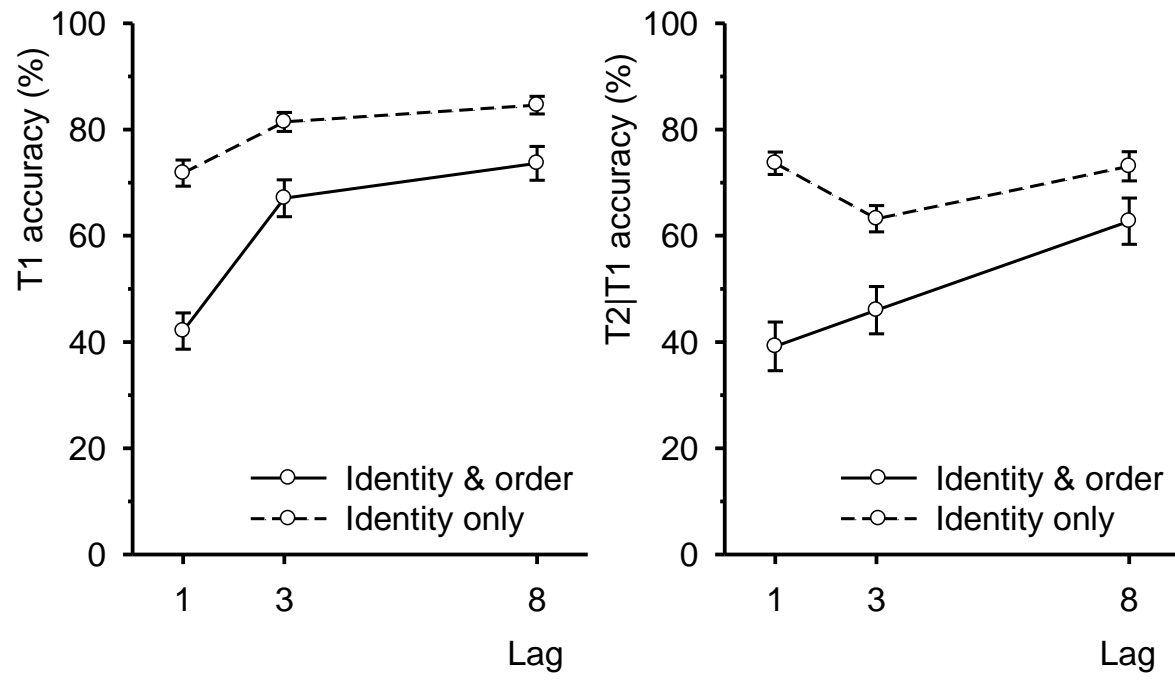 T1 accuracy (%)
100
80
60
40
20
0
Identity & order
Identity only
1 3 8
Lag
T2|T1 accuracy (%)
100
80
60
40
20
0
Identity & order
Identity only
1 3 8
Lag